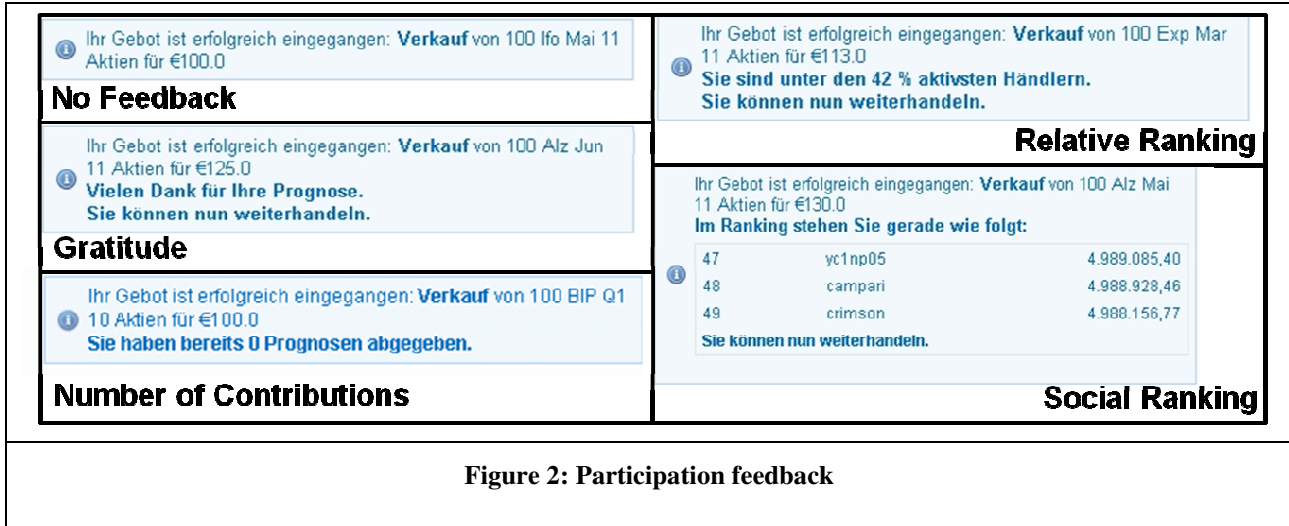 Ihr Gebot ist erfolgreich eingegangen: Verkauf von 100 Ifo Mai 11
Aktien für €100.0
No Feedback
Ihr Gebot ist erfolgreich eingegangen: Verkauf von 100 Alz Jun
11 Aktien für €125.0
Vielen Dank für Ihre Prognose.
Sie können nun weiterhandeln.
Gratitude
Ihr Gebot ist erfolgreich eingegangen: Verkauf von 100 BIP Q1
10 Aktien für €100.0
Sie haben bereits 0 Prognosen abgegeben.
Number of Contributions
Ihr Gebot ist erfolgreich eingegangen: Verkauf von 100 Exp Mar
11 Aktien für €113.0
Sie sind unter den 42 % aktivsten Händlern.
Sie können nun weiterhandeln.
Relative Ranking
Ihr Gebot ist erfolgreich eingegangen: Verkauf von 100 Alz Mai
11 Aktien für €130.0
Im Ranking stehen Sie gerade wie folgt:
47 yc1np05 4.989.085,40
48 campari 4.988.928,46
49 crimson 4.988.156,77
Sie können nun weiterhandeln.
Social Ranking
Figure 2: Participation feedback